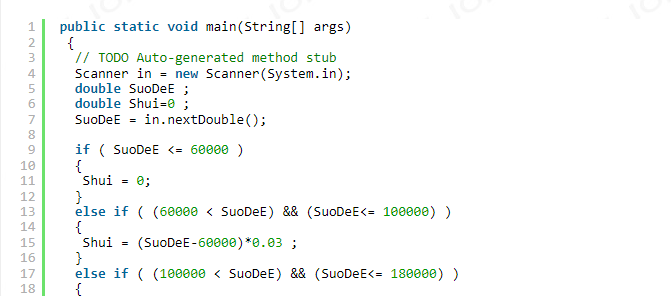 1 public static void main(String[] args)
2 {
3 // TODO Auto-generated method stub
4 Scanner in = new Scanner(System.in);
5 double SuoDeE ;
6 double Shui=0 ;
7 SuoDeE = in.nextDouble();
8
9 if ( SuoDeE <= 60000 )
10 {
11 Shui = 0;
12 }
13 else if ( (60000 < SuoDeE) && (SuoDeE<= 100000) )
14 {
15 Shui = (SuoDeE-60000)*0.03 ;
16 }
17 else if ( (100000 < SuoDeE) && (SuoDeE<= 180000) )
18 {